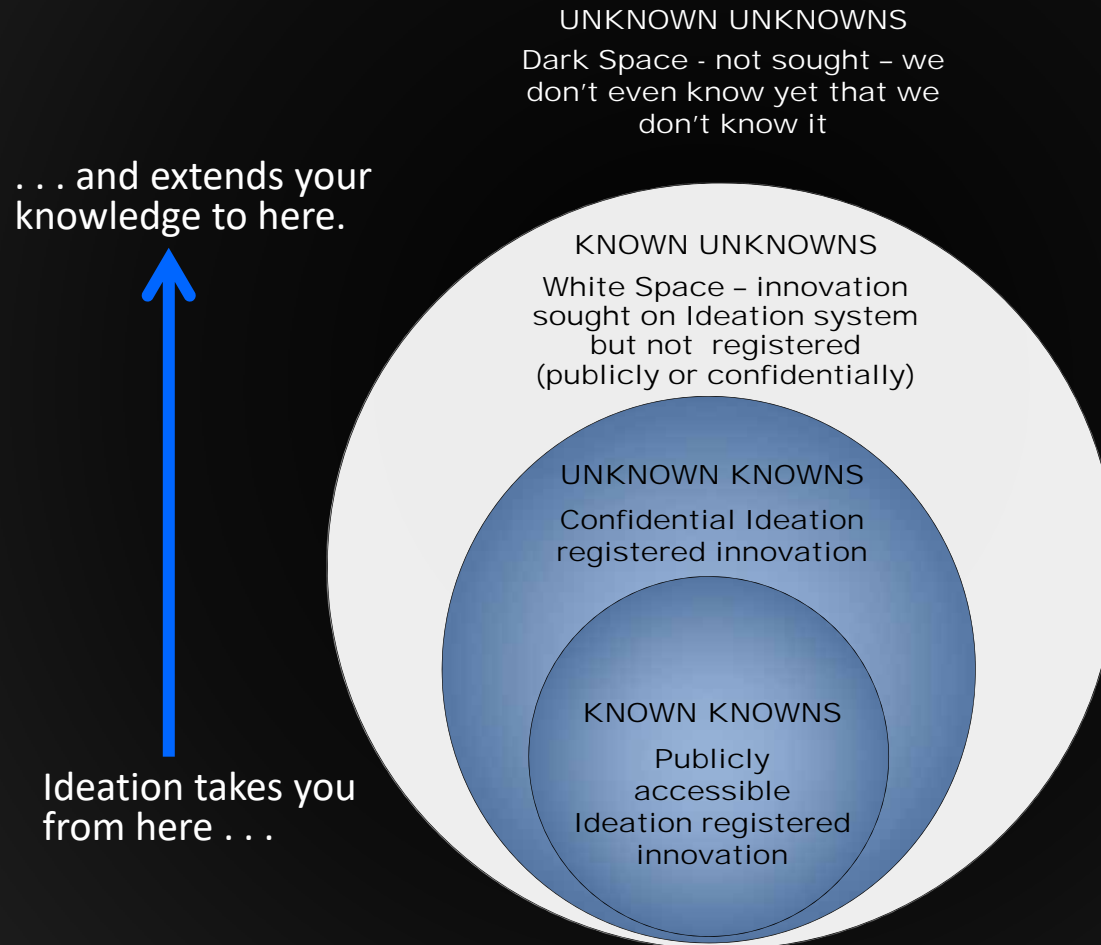 UNKNOWN UNKNOWNS
Dark Space - not sought – we
don't even know yet that we
don't know it
. . . and extends your
knowledge to here.
KNOWN UNKNOWNS
White Space – innovation
sought on Ideation system
but not registered
(publicly or confidentially)
UNKNOWN KNOWNS
Confidential Ideation
registered innovation
KNOWN KNOWNS
Publicly
accessible
Ideation registered
innovation
Ideation takes you
from here . . .